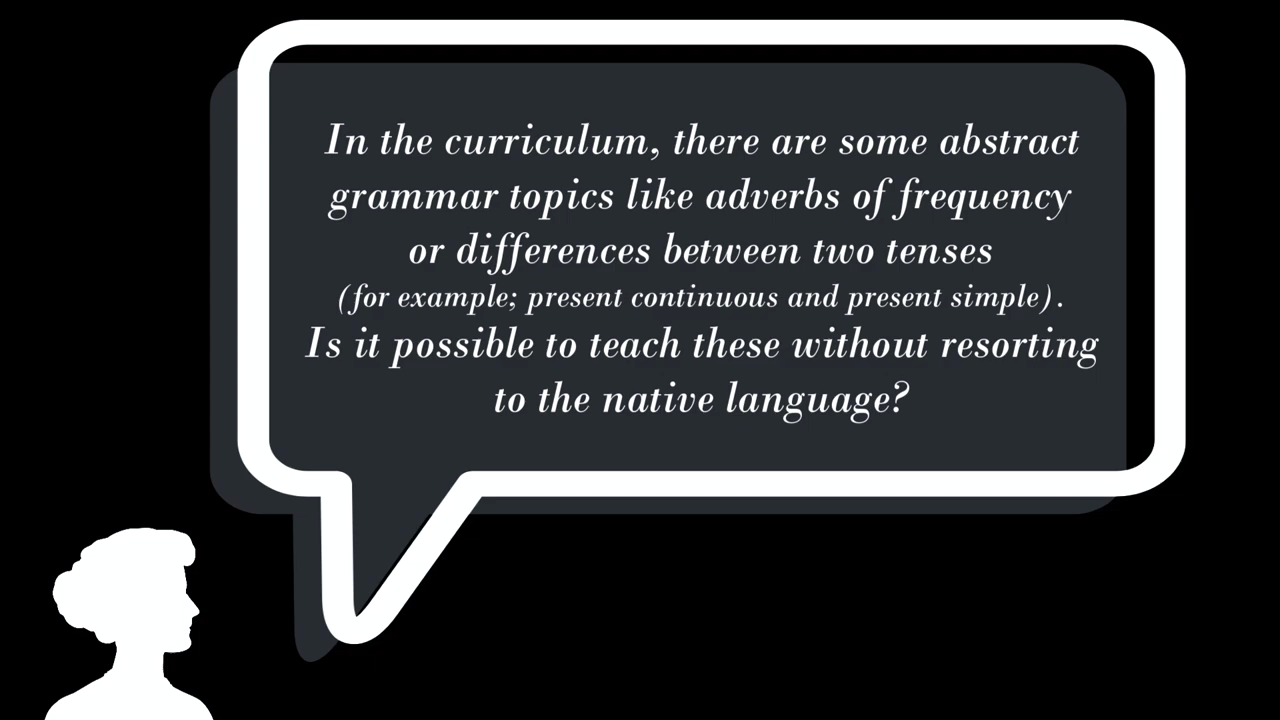 In the curriculum, there are some abstract
grammar topics like adverbs of frequency
or differences between two tenses
(for example; present continuous and present simple).
Is it possible to teach these without resorting
to the native language?